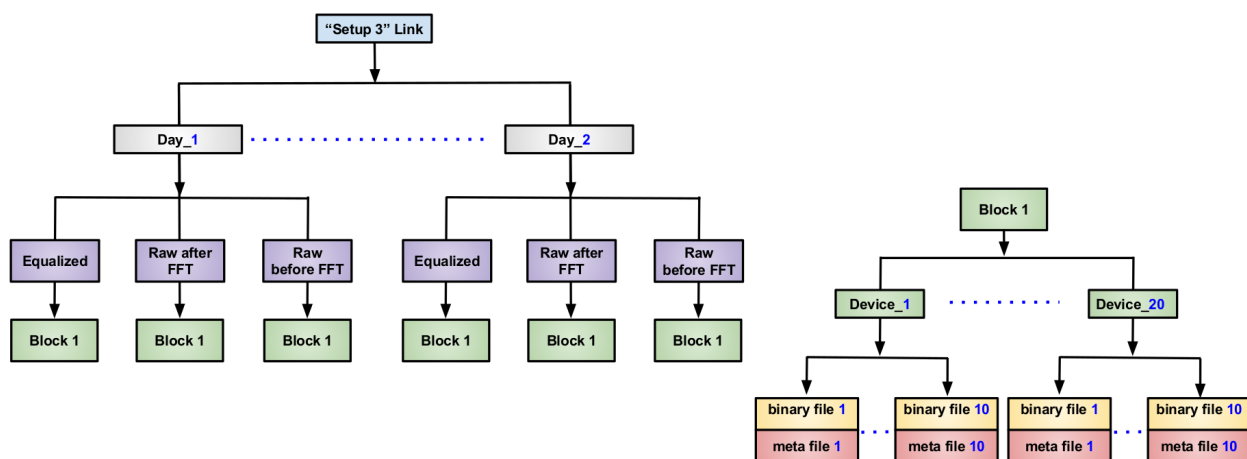 “Setup 3” Link
Day_1
Day_2
Equalized
Raw after
FFT
Raw
before FFT
Equalized
Raw after
FFT
Raw
before FFT
Block 1
Block 1
Block 1
Block 1
Block 1
Block 1
Block 1
Device_1
Device_20
binary file 1
meta file 1
binary file 10
meta file 10
binary file 1
meta file 1
binary file 10
meta file 10